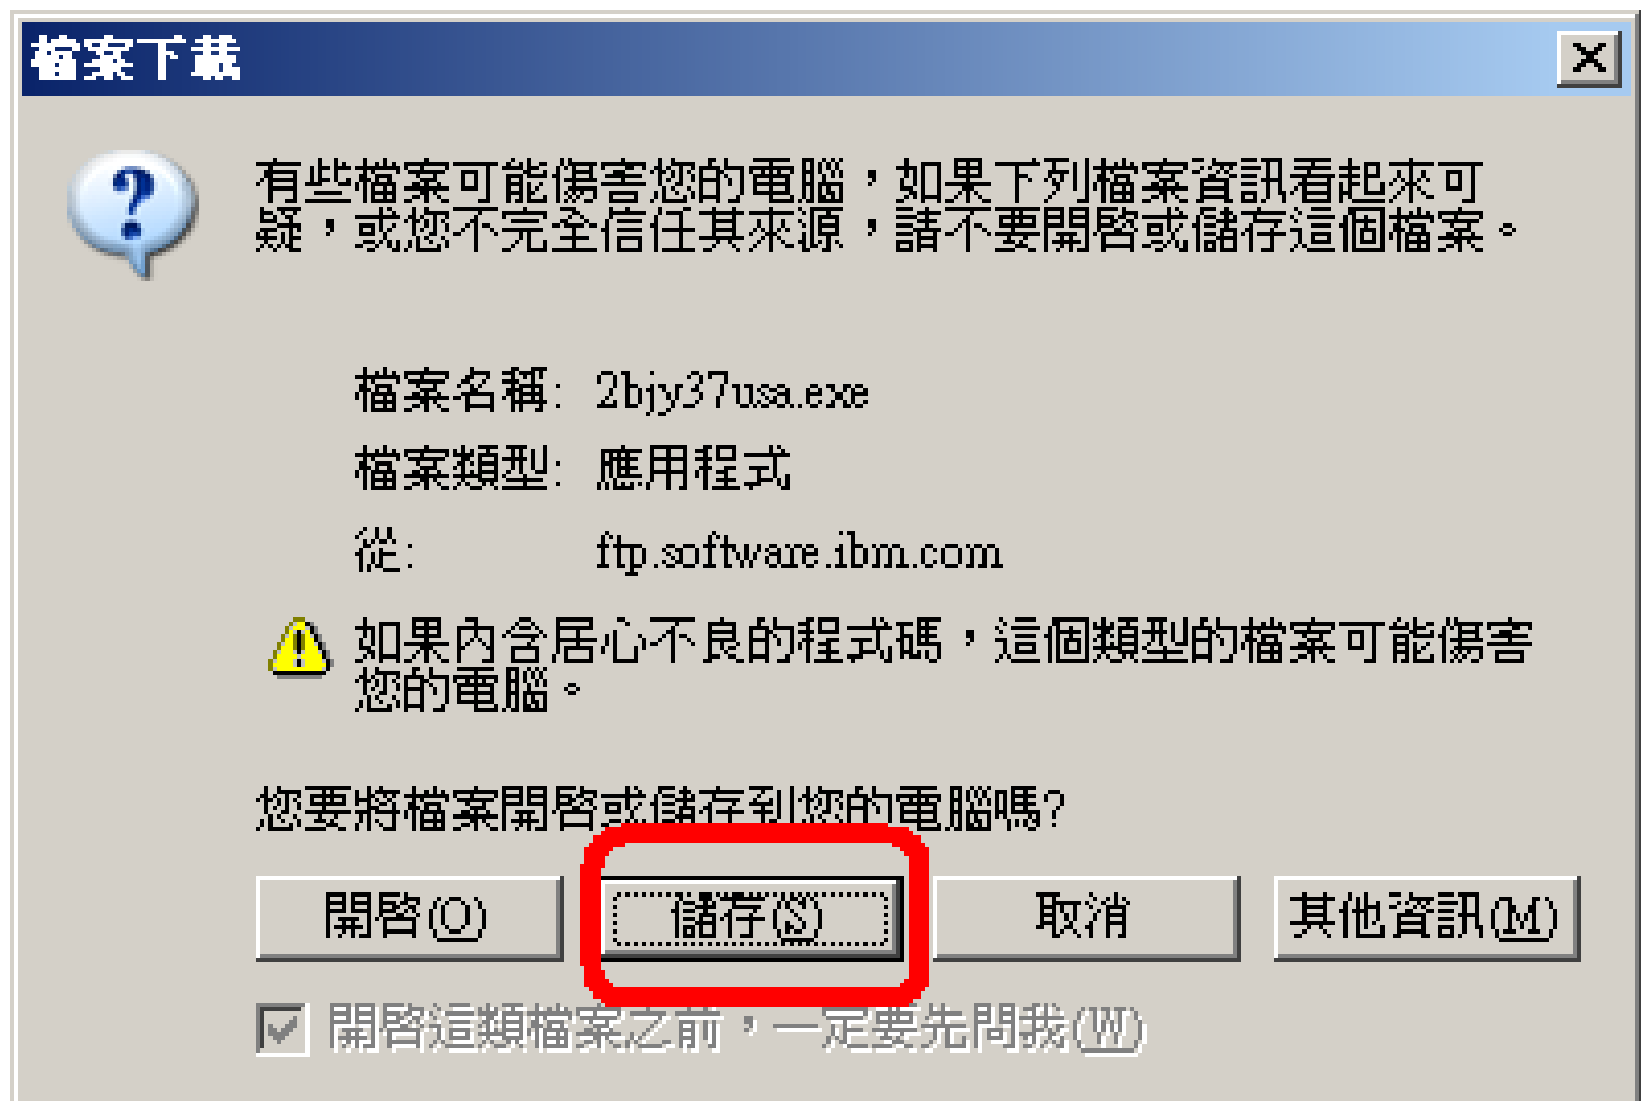 檔案下載
有些檔案可能傷害您的電腦，如果下列檔案資訊看起來可
疑，或您不完全信任其來源，請不要開啓或儲存這個檔案。
檔案名稱: 2bjy37usa.exe
檔案類型: 應用程式
從: ftp.software.ibm.com
如果內含居心不良的程式碼，這個類型的檔案可能傷害
您的電腦。
您要將檔案開啓或儲存到您的電腦嗎?
開啓(O) 儲存(S) 取消 其他資訊(M)
開啓這類檔案之前，一定要先問我(W)